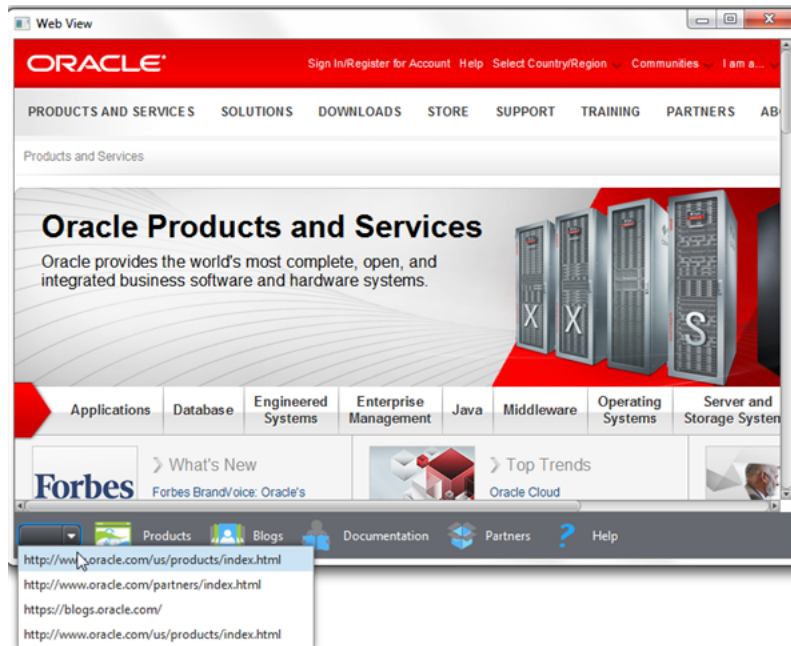 Web View
ORACLE
Sign In/Register for Account Help Select Country/Region Communities I am a...
PRODUCTS AND SERVICES SOLUTIONS DOWNLOADS STORE SUPPORT TRAINING PARTNERS AB
Products and Services
Oracle Products and Services
Oracle provides the world's most complete, open, and
integrated business software and hardware systems.
X X S
Applications Database Engineered Systems Enterprise Management Java Middleware Operating Systems Server and Storage System
Forbes
What's New
Forbes BrandVoice: Oracle's
Top Trends
Oracle Cloud
Products Blogs Documentation Partners Help
http://www.oracle.com/us/products/index.html
http://www.oracle.com/partners/index.html
https://blogs.oracle.com/
http://www.oracle.com/us/products/index.html